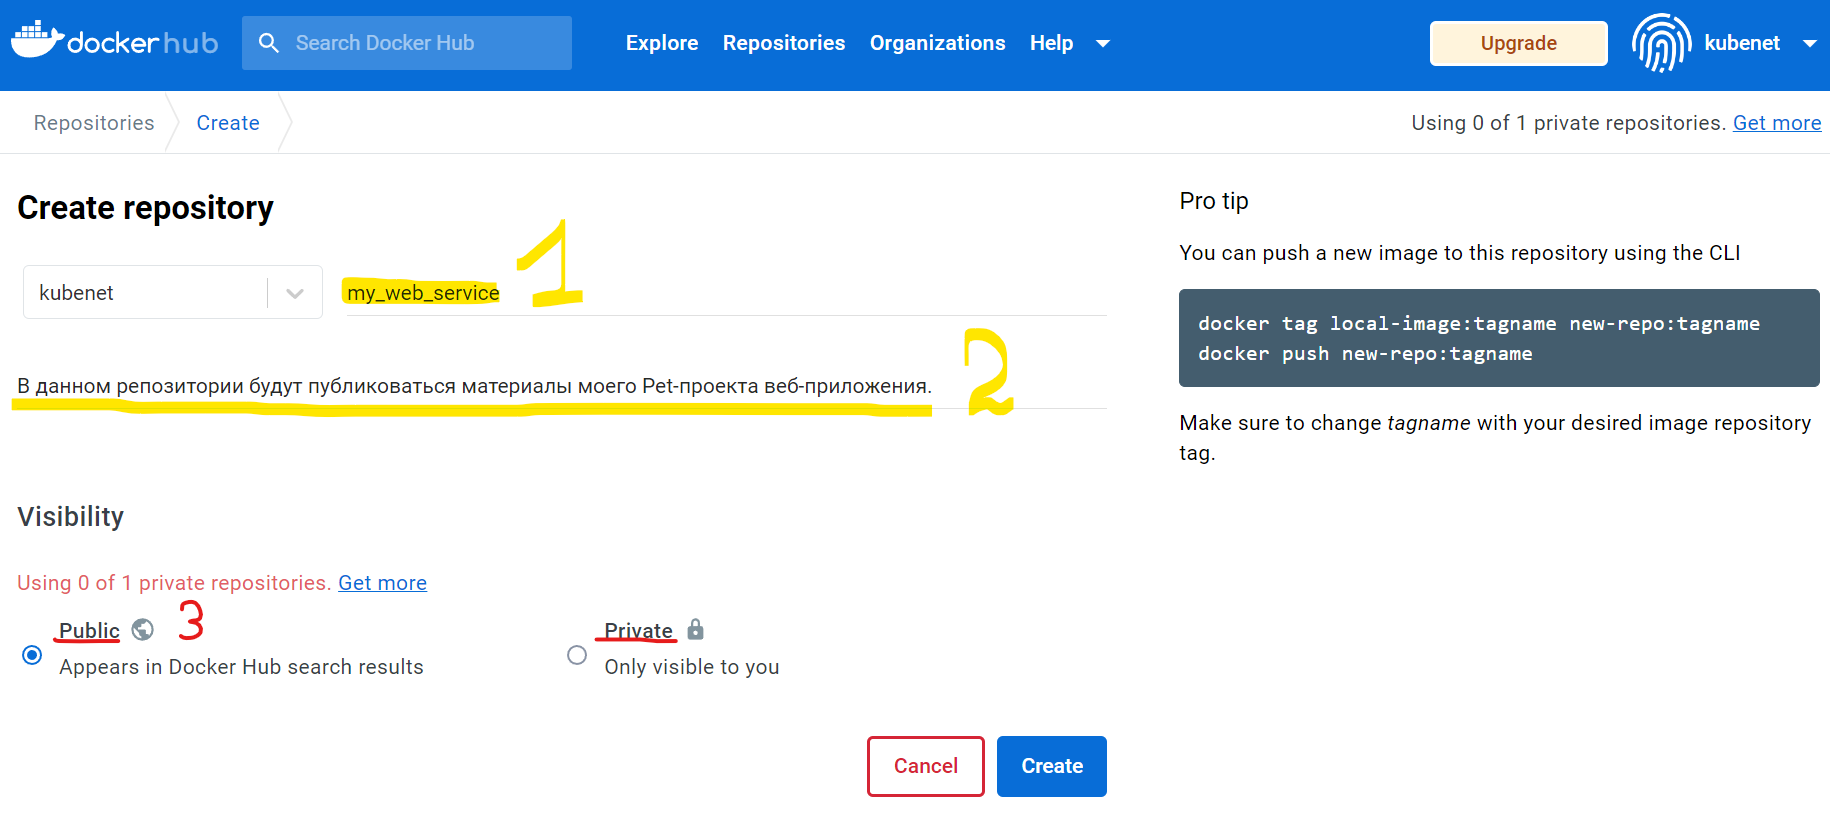 docker hub
Search Docker Hub
Explore
Repositories
Organizations
Help
Upgrade
kubenet
Repositories
Create
Using 0 of 1 private repositories. Get more
Create repository
kubenet
my_web_service
1
В данном репозитории будут публиковаться материалы моего Pet-проекта веб-приложения.
2
Visibility
Using 0 of 1 private repositories. Get more
Public
3
Appears in Docker Hub search results
Private
Only visible to you
Cancel
Create
Pro tip
You can push a new image to this repository using the CLI
docker tag local-image:tagname new-repo:tagname
docker push new-repo:tagname
Make sure to change tagname with your desired image repository
tag.